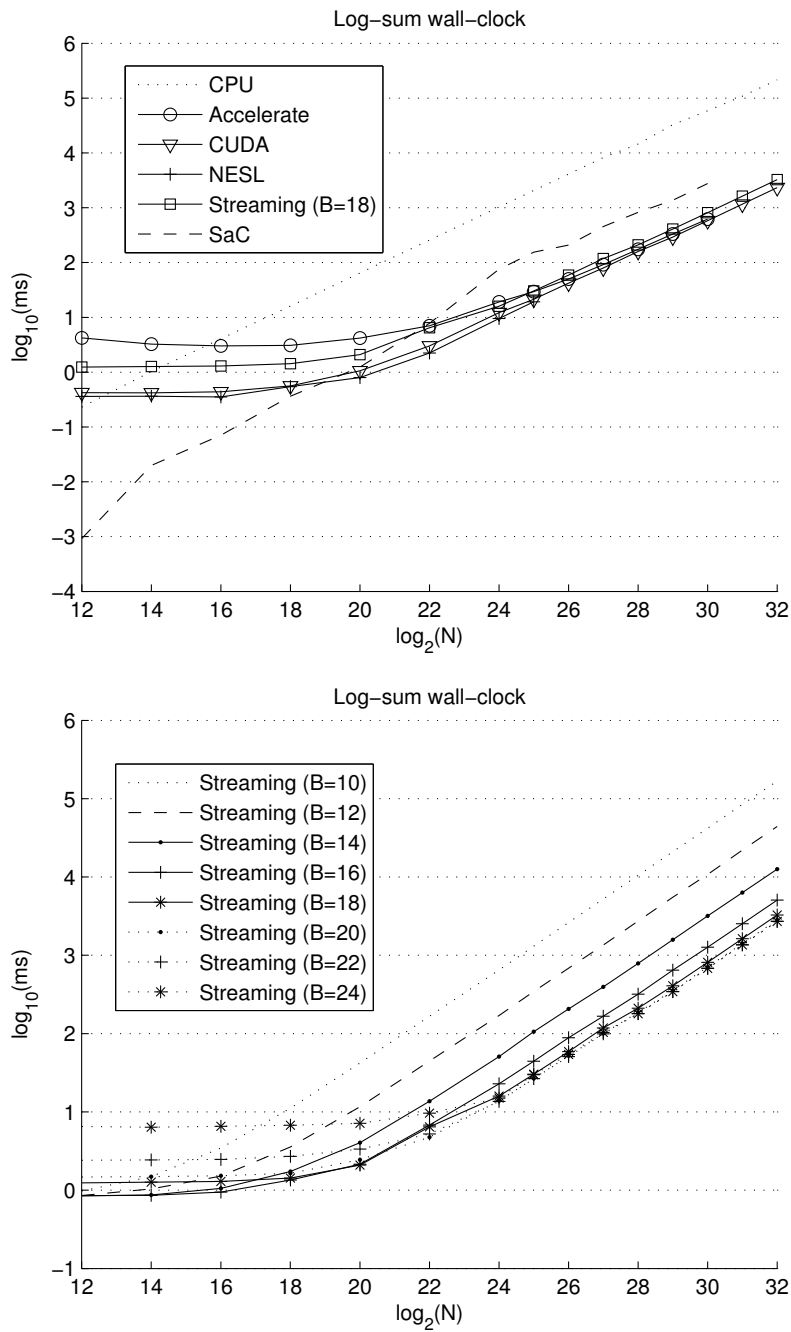 Log−sum wall−clock
6
5
4
3
2
1
0
−1
−2
−3
−4
log10(ms)
CPU
Accelerate
CUDA
NESL
Streaming (B=18)
SaC
12 14 16 18 20 22 24 26 28 30 32
log2(N)
Log−sum wall−clock
6
5
4
3
2
1
0
−1
log10(ms)
Streaming (B=10)
Streaming (B=12)
Streaming (B=14)
Streaming (B=16)
Streaming (B=18)
Streaming (B=20)
Streaming (B=22)
Streaming (B=24)
12 14 16 18 20 22 24 26 28 30 32
log2(N)